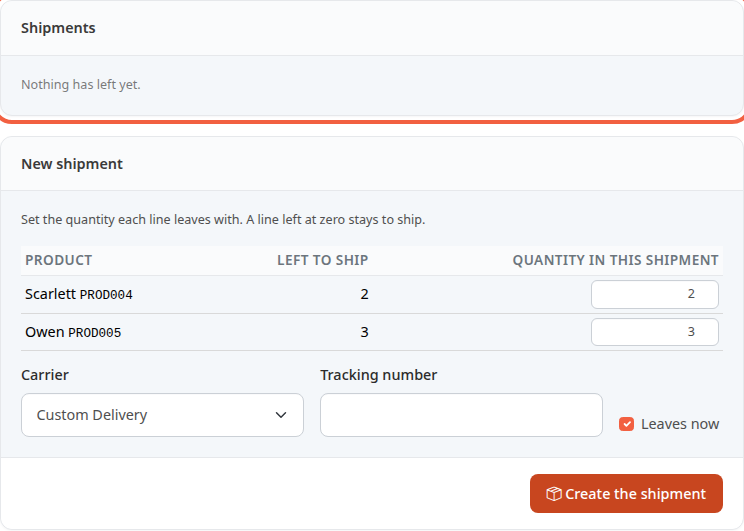 Shipments
Nothing has left yet.
New shipment
Set the quantity each line leaves with. A line left at zero stays to ship.
PRODUCT LEFT TO SHIP QUANTITY IN THIS SHIPMENT
Scarlett PROD004 2 2
Owen PROD005 3 3
Carrier Tracking number
Custom Delivery Leaves now
Create the shipment